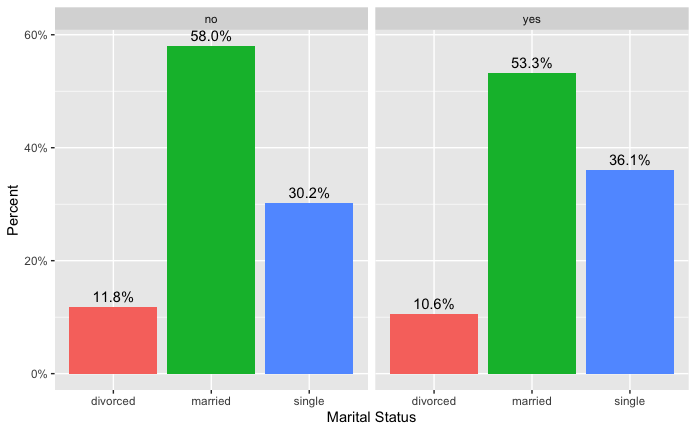 no
yes
60%
40%
20%
0%
Percent
58.0%
30.2%
11.8%
53.3%
36.1%
10.6%
divorced
married
single
divorced
married
single
Marital Status